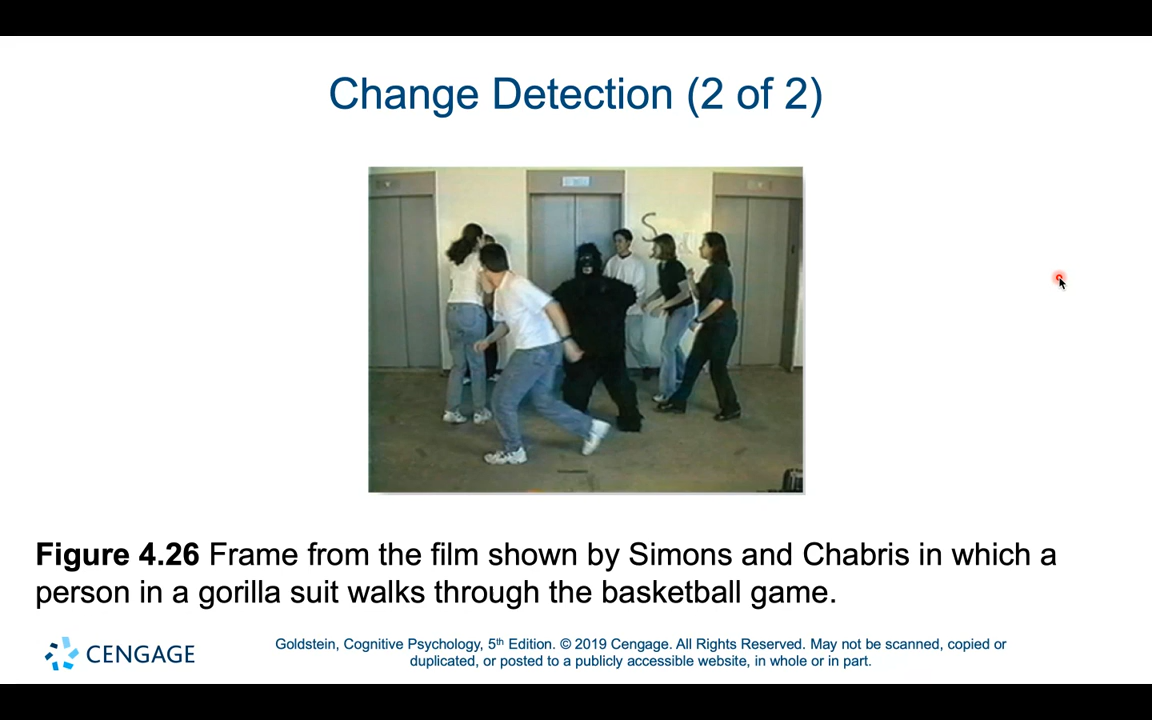 Change Detection (2 of 2)
S
Figure 4.26 Frame from the film shown by Simons and Chabris in which a
person in a gorilla suit walks through the basketball game.
CENGAGE
Goldstein, Cognitive Psychology, 5th Edition. © 2019 Cengage. All Rights Reserved. May not be scanned, copied or
duplicated, or posted to a publicly accessible website, in whole or in part.